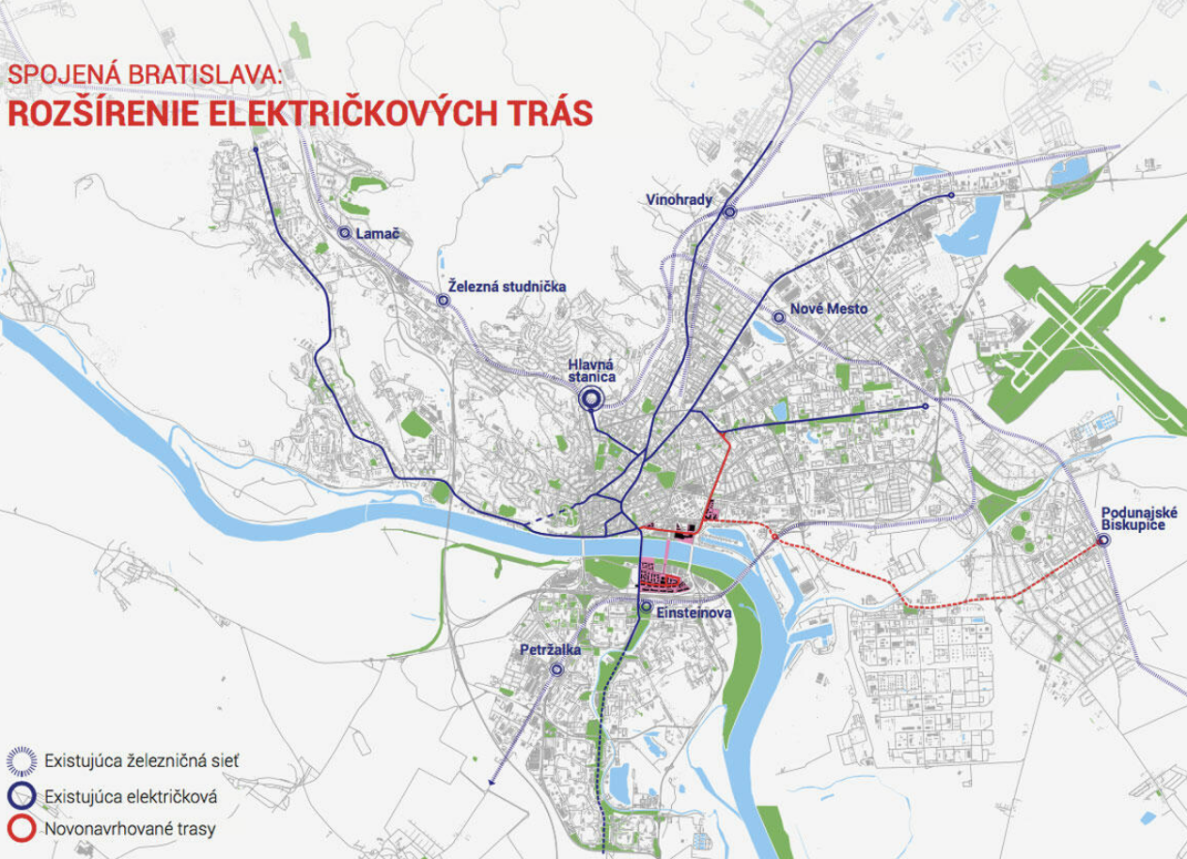 SPOJENÁ BRATISLAVA:
ROZŠÍRENIE ELEKTRIČKOVÝCH TRÁS
Vinohrady
Lamač
Železná studnička
Nové Mesto
Hlavná
stanica
Podunajské
Biskupice
Einsteinova
Petržalka
Existujúca železničná sieť
Existujúca električková
Novonavrhované trasy